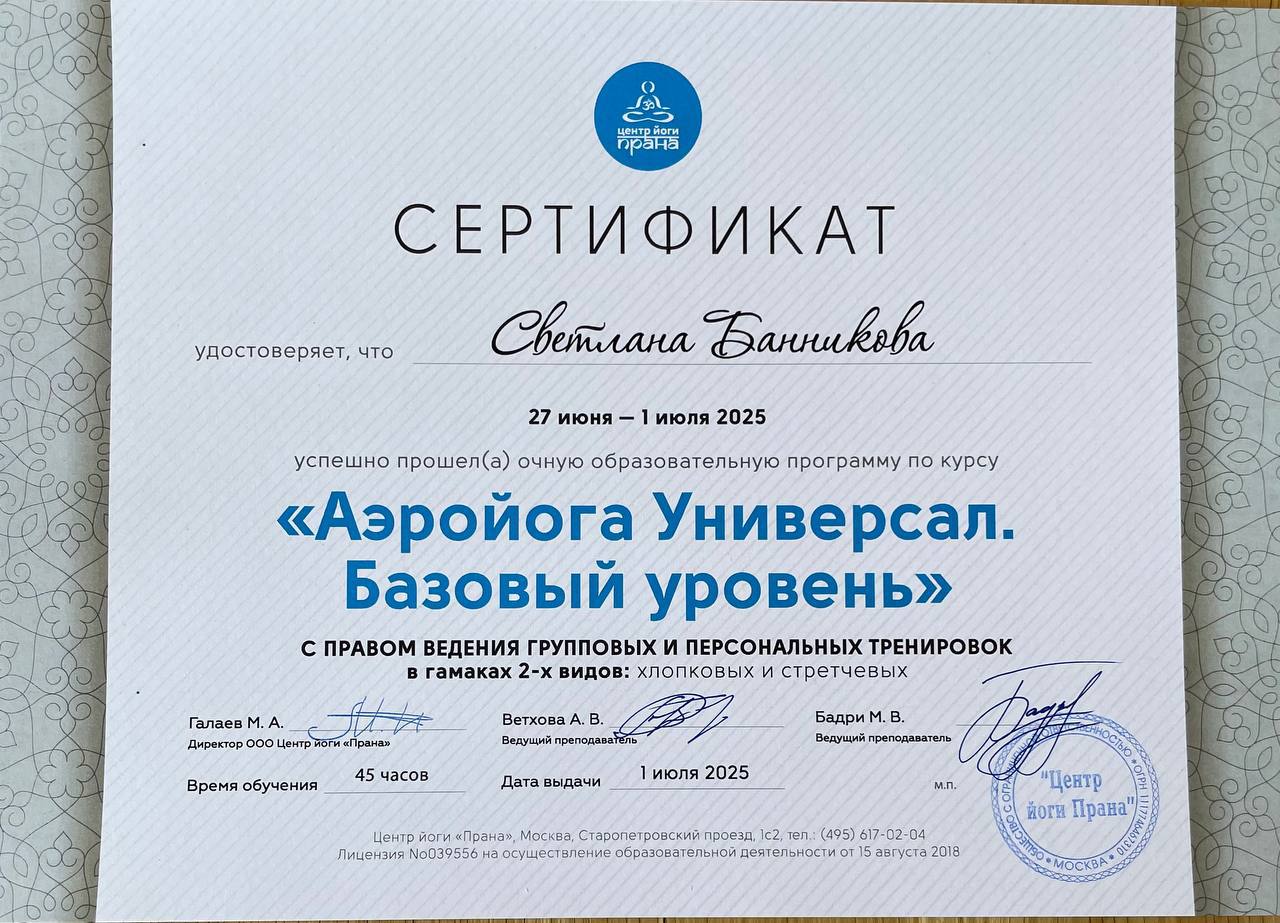 центр йоги
прана
СЕРТИФИКАТ
удостоверяет, что Светлана Банникова
27 июня — 1 июля 2025
успешно прошел(а) очную образовательную программу по курсу
«Аэройога Универсал.
Базовый уровень»
С ПРАВОМ ВЕДЕНИЯ ГРУППОВЫХ И ПЕРСОНАЛЬНЫХ ТРЕНИРОВОК
в гамаках 2-х видов: хлопковых и стретчевых
Галаев М. А. Ветхова А. В. Бадри М. В.
Директор ООО Центр йоги «Прана» Ведущий преподаватель Ведущий преподаватель
Время обучения 45 часов Дата выдачи 1 июля 2025 м.п.
"Центр
йоги Прана"
МОСКВА
Центр йоги «Прана», Москва, Старопетровский проезд, 1с2, тел.: (495) 617-02-04
Лицензия No039556 на осуществление образовательной деятельности от 15 августа 2018